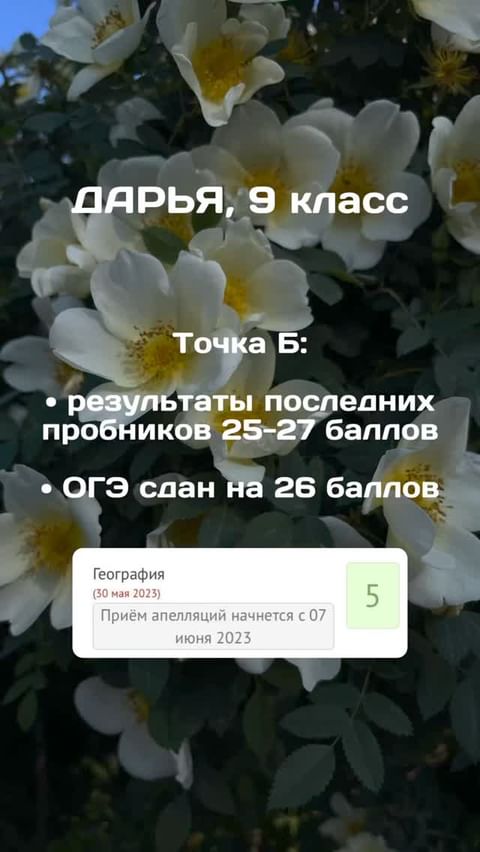 ДАРЬЯ, 9 класс
Точка Б:
• результаты последних
пробников 25-27 баллов
• ОГЭ сдан на 26 баллов
География
(30 мая 2023)
5
Приём апелляций начнется с 07
июня 2023